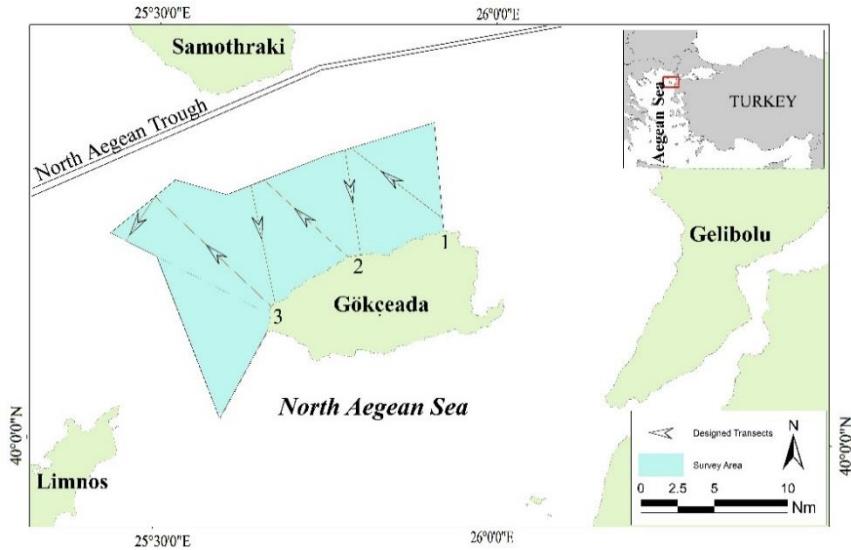 25°30'0"E
26°0'0"E
Samothraki
North Aegean Trough
Aegean Sea
TURKEY
Gelibolu
1
2
3
Gökçeada
North Aegean Sea
40°0'0"N
40°0'0"N
Limnos
Designed Transects
N
Survey Area
0 2.5 5 10
Nm
25°30'0"E
26°0'0"E